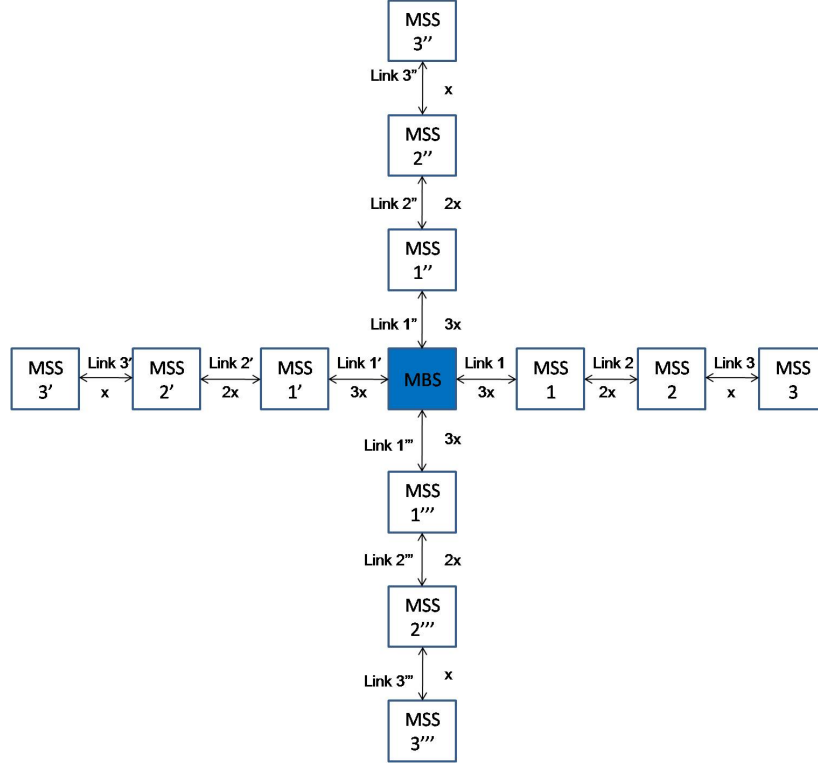 MSS
3’’
Link 3’’
x
MSS
2’’
Link 2’’
2x
MSS
1’’
Link 1’’
3x
MSS
3’
Link 3’
x
MSS
2’
Link 2’
2x
MSS
1’
Link 1’
3x
MBS
Link 1
3x
MSS
1
Link 2
2x
MSS
2
Link 3
x
MSS
3
Link 1’’’
3x
MSS
1’’’
Link 2’’’
2x
MSS
2’’’
Link 3’’’
x
MSS
3’’’